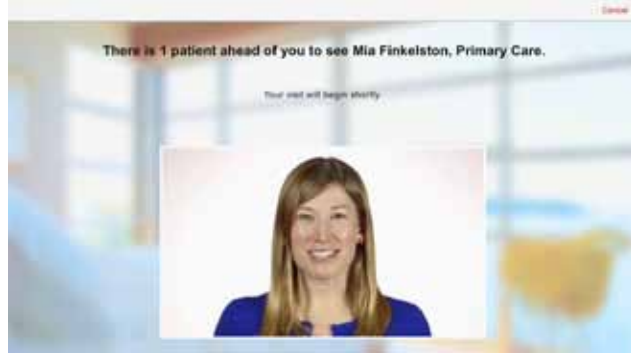 Cancel
There is 1 patient ahead of you to see Mia Finkelston, Primary Care.
Your visit will begin shortly